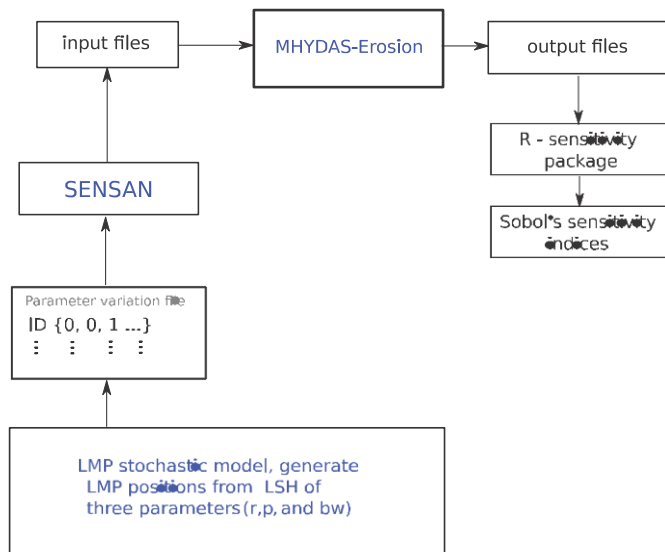 input files
MHYDAS-Erosion
output files
R - sensitivity
package
SENSAN
Sobol's sensitivity
indices
Parameter variation file
ID {0, 0, 1 ...}
⋮ ⋮ ⋮ ⋮
LMP stochastic model, generate
LMP positions from LSH of
three parameters (r,p, and bw)